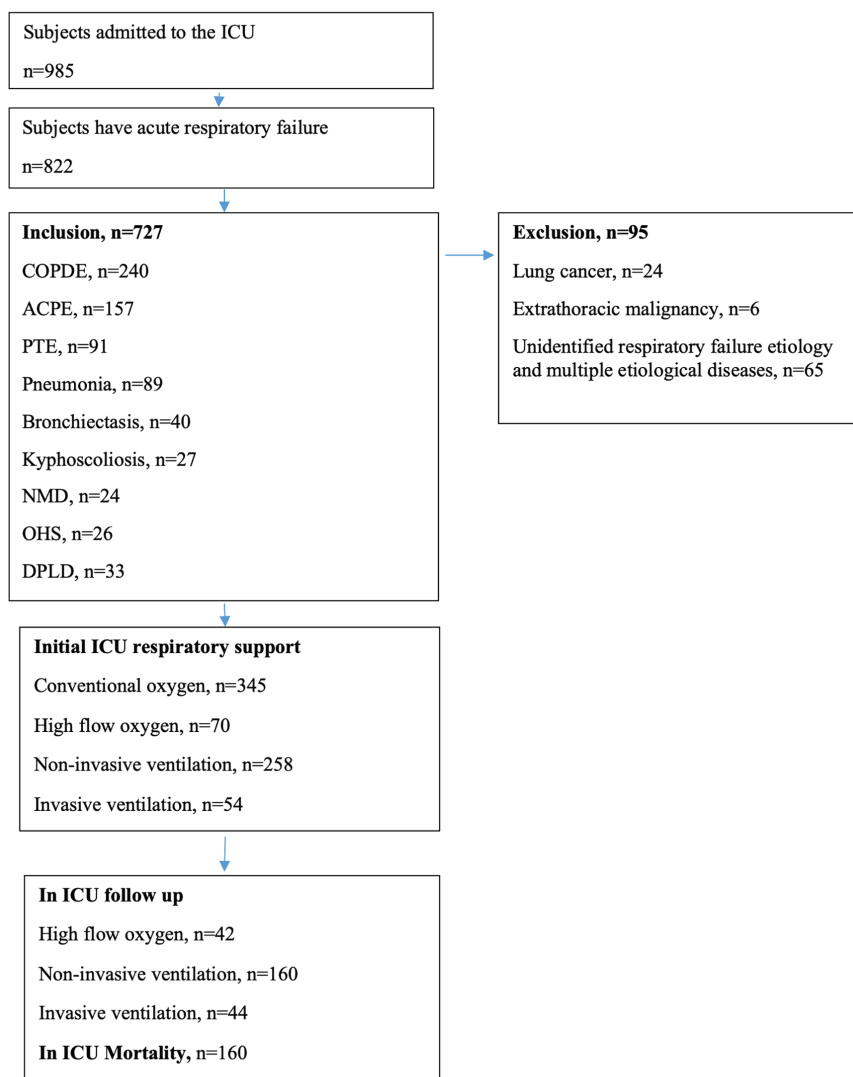 Subjects admitted to the ICU
n=985
Subjects have acute respiratory failure
n=822
Inclusion, n=727
COPDE, n=240
ACPE, n=157
PTE, n=91
Pneumonia, n=89
Bronchiectasis, n=40
Kyphoscoliosis, n=27
NMD, n=24
OHS, n=26
DPLD, n=33
Exclusion, n=95
Lung cancer, n=24
Extrathoracic malignancy, n=6
Unidentified respiratory failure etiology
and multiple etiological diseases, n=65
Initial ICU respiratory support
Conventional oxygen, n=345
High flow oxygen, n=70
Non-invasive ventilation, n=258
Invasive ventilation, n=54
In ICU follow up
High flow oxygen, n=42
Non-invasive ventilation, n=160
Invasive ventilation, n=44
In ICU Mortality, n=160